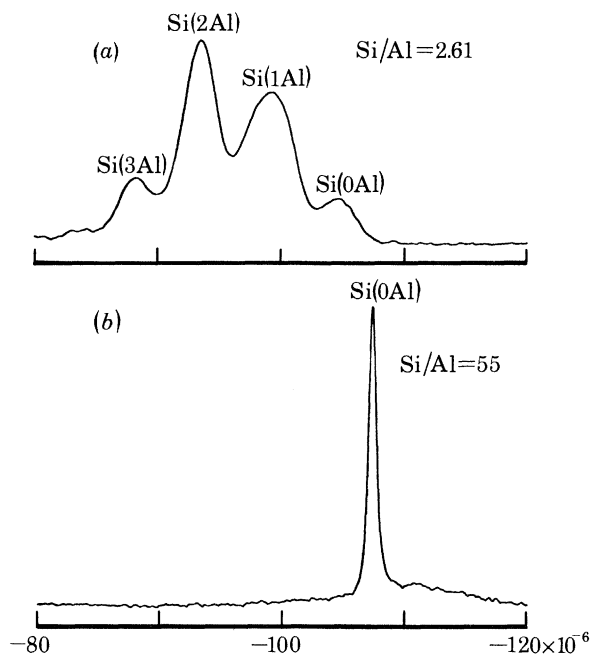 (a)
Si(2Al)
Si/Al=2.61
Si(1Al)
Si(3Al)
Si(0Al)
Si(0Al)
(b)
Si/Al=55
−80
−100
−120×10⁻⁶